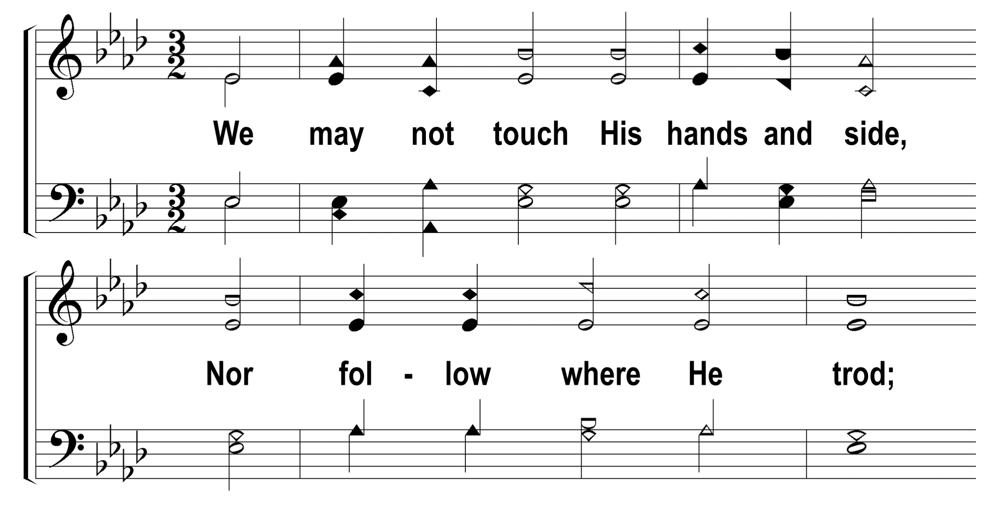 We may not touch His hands and side,
Nor fol - low where He trod;